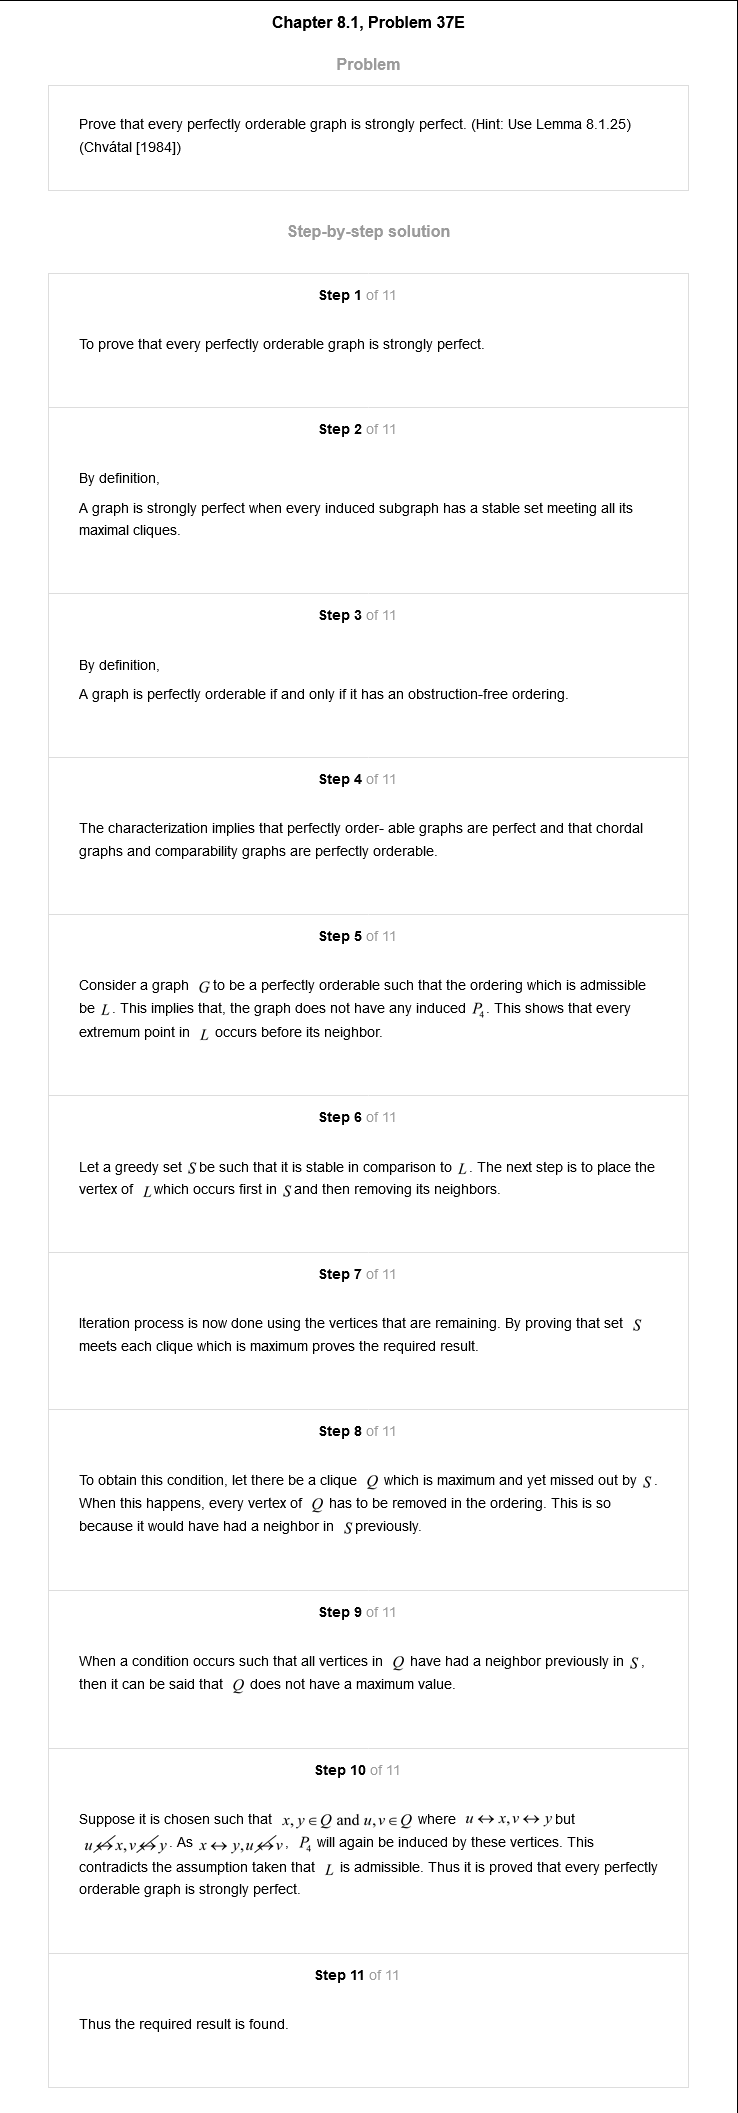 Chapter 8.1, Problem 37E
Problem
Prove that every perfectly orderable graph is strongly perfect. (Hint: Use Lemma 8.1.25)
(Chvátal [1984])
Step-by-step solution
Step 1 of 11
To prove that every perfectly orderable graph is strongly perfect.
Step 2 of 11
By definition,
A graph is strongly perfect when every induced subgraph has a stable set meeting all its
maximal cliques.
Step 3 of 11
By definition,
A graph is perfectly orderable if and only if it has an obstruction-free ordering.
Step 4 of 11
The characterization implies that perfectly order- able graphs are perfect and that chordal
graphs and comparability graphs are perfectly orderable.
Step 5 of 11
Consider a graph G to be a perfectly orderable such that the ordering which is admissible
be L. This implies that, the graph does not have any induced P₄. This shows that every
extremum point in L occurs before its neighbor.
Step 6 of 11
Let a greedy set S be such that it is stable in comparison to L. The next step is to place the
vertex of L which occurs first in S and then removing its neighbors.
Step 7 of 11
Iteration process is now done using the vertices that are remaining. By proving that set S
meets each clique which is maximum proves the required result.
Step 8 of 11
To obtain this condition, let there be a clique Q which is maximum and yet missed out by S.
When this happens, every vertex of Q has to be removed in the ordering. This is so
because it would have had a neighbor in S previously.
Step 9 of 11
When a condition occurs such that all vertices in Q have had a neighbor previously in S,
then it can be said that Q does not have a maximum value.
Step 10 of 11
Suppose it is chosen such that x, y ∈ Q and u, v ∈ Q where u ↔ x, v ↔ y but
u ↮ x, v ↮ y. As x ↔ y, u ↮ v, P₄ will again be induced by these vertices. This
contradicts the assumption taken that L is admissible. Thus it is proved that every perfectly
orderable graph is strongly perfect.
Step 11 of 11
Thus the required result is found.